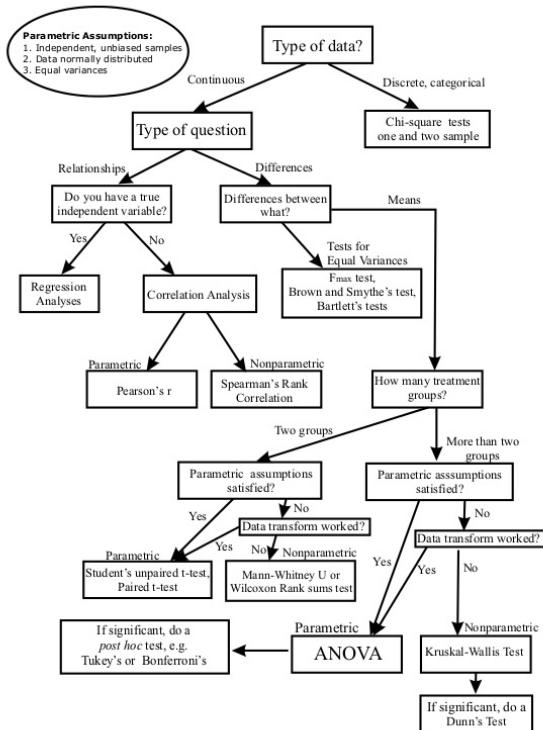 Parametric Assumptions:
1. Independent, unbiased samples
2. Data normally distributed
3. Equal variances
Type of data?
Continuous
Discrete, categorical
Type of question
Chi-square tests
one and two sample
Relationships
Differences
Do you have a true
independent variable?
Differences between
what?
Means
Yes
No
Tests for
Equal Variances
Regression
Analyses
Correlation Analysis
Fmax test,
Brown and Smythe's test,
Bartlett's tests
Parametric
Nonparametric
Pearson's r
Spearman's Rank
Correlation
How many treatment
groups?
Two groups
More than two
groups
Parametric assumptions
satisfied?
Parametric asssumptions
satisfied?
Yes
No
No
Data transform worked?
Data transform worked?
Parametric
Yes
No
Nonparametric
Yes
Yes
No
Student's unpaired t-test,
Paired t-test
Mann-Whitney U or
Wilcoxon Rank sums test
If significant, do a
post hoc test, e.g.
Tukey's or Bonferroni's
Parametric
ANOVA
Nonparametric
Kruskal-Wallis Test
If significant, do a
Dunn's Test